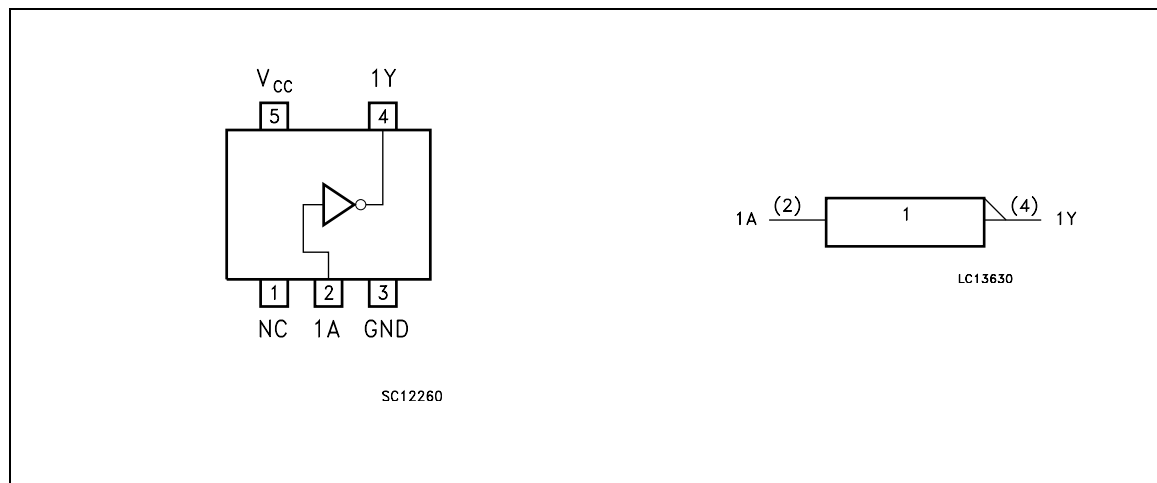 VCC 1Y
5 4
1 2 3
NC 1A GND
SC12260
1A (2) 1 (4) 1Y
LC13630